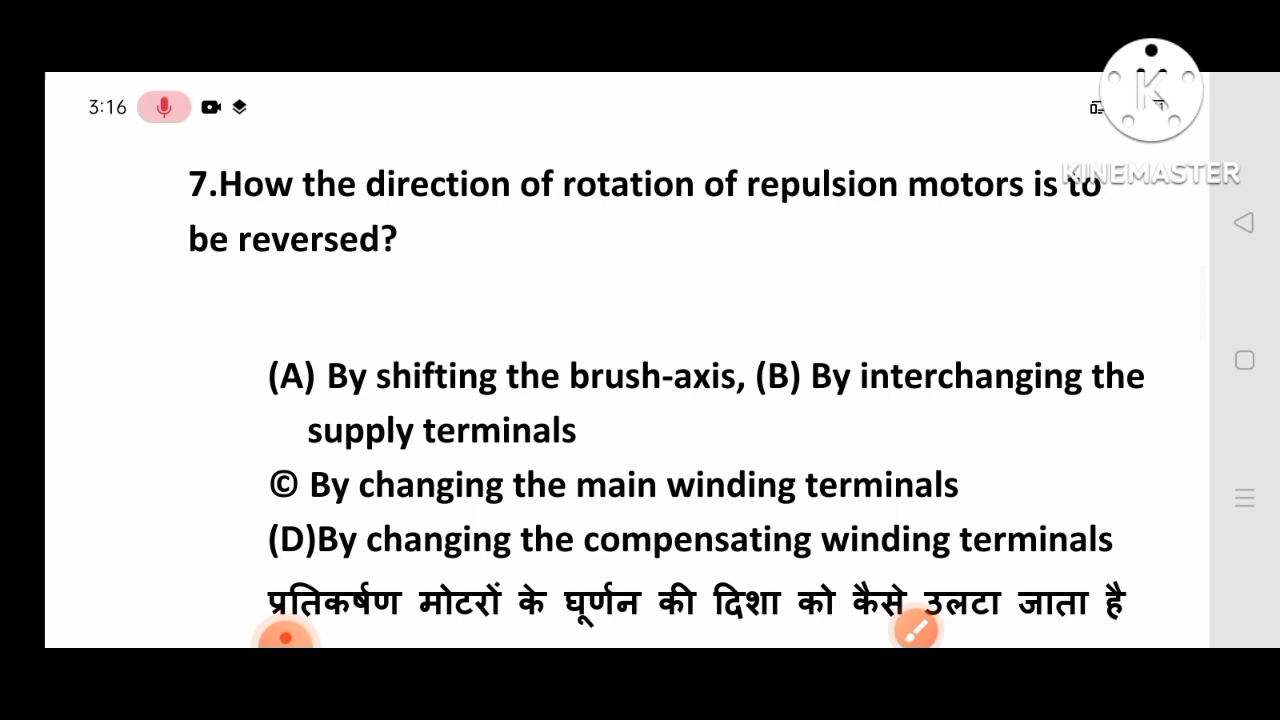 3:16
K
KINEMASTER
7.How the direction of rotation of repulsion motors is to
be reversed?
(A) By shifting the brush-axis, (B) By interchanging the
supply terminals
© By changing the main winding terminals
(D)By changing the compensating winding terminals
प्रतिकर्षण मोटरों के घूर्णन की दिशा को कैसे उलटा जाता है